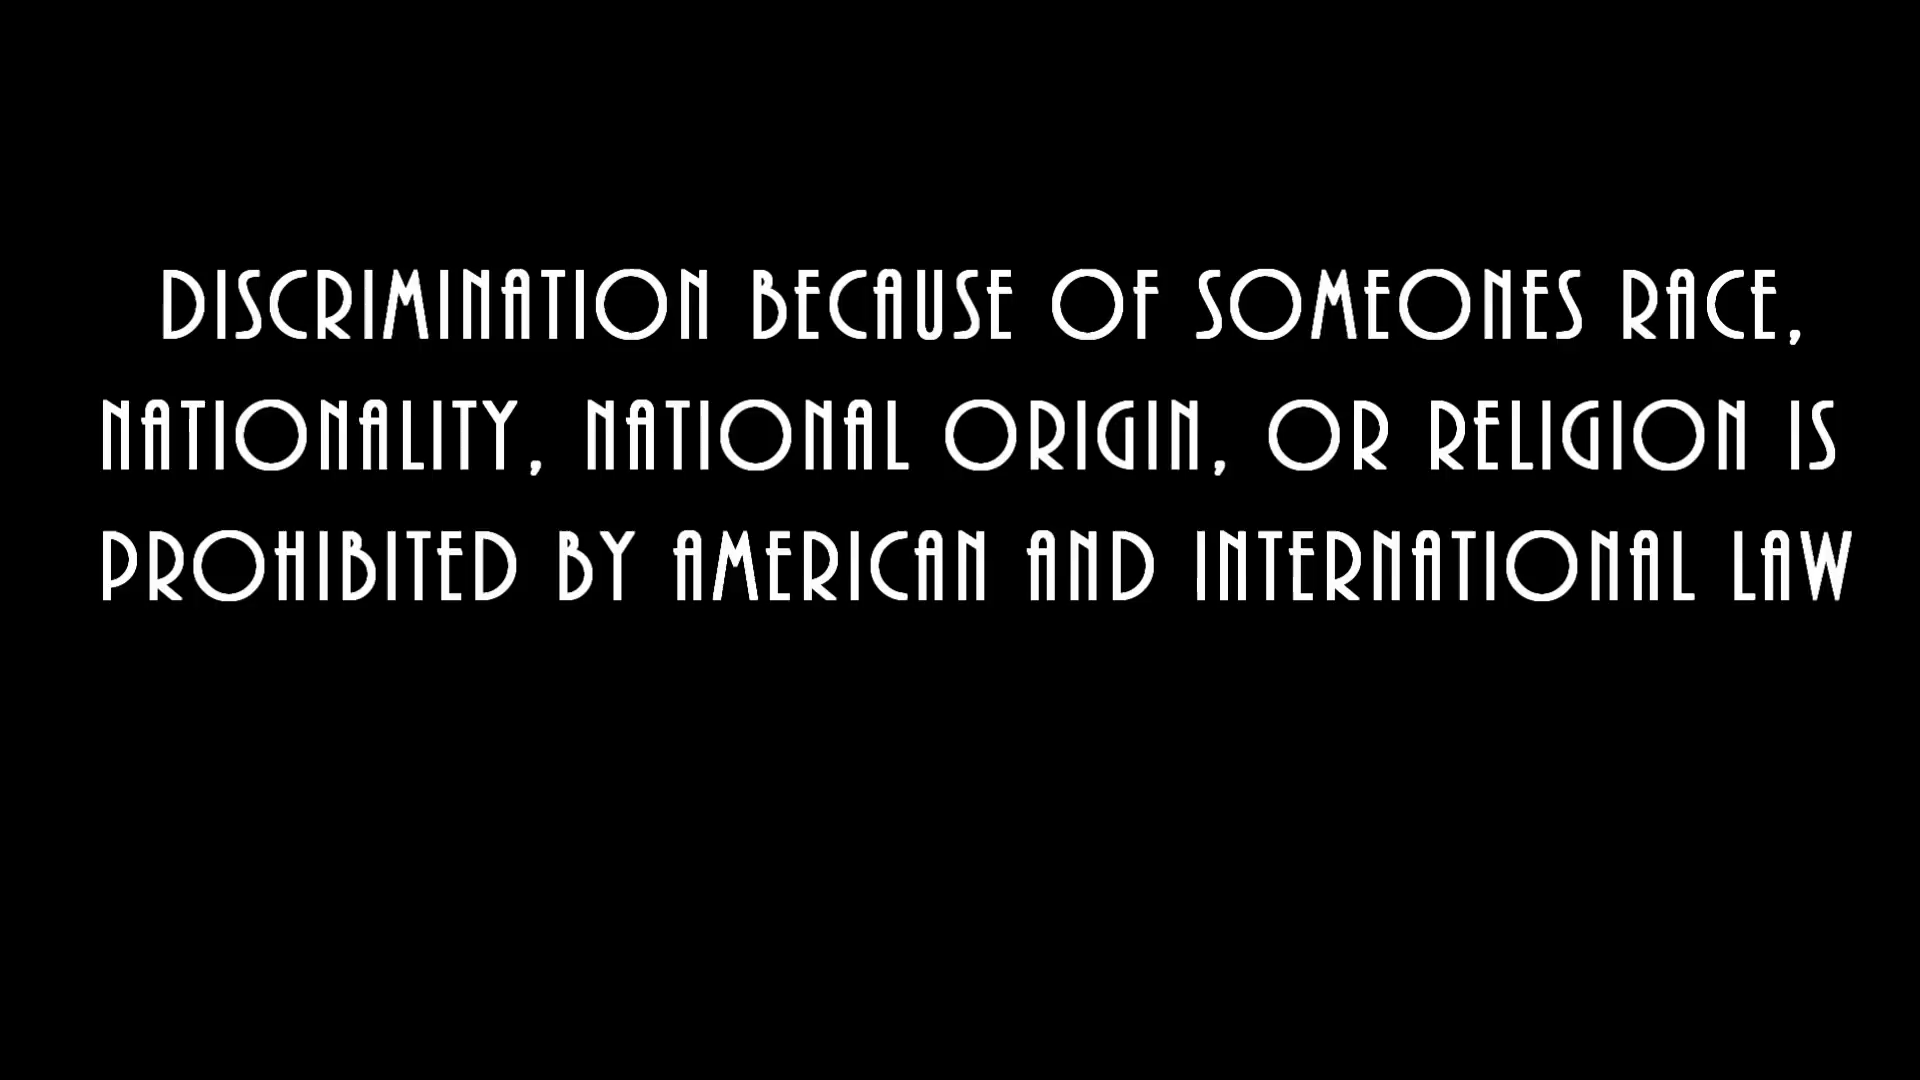 DISCRIMINATION BECAUSE OF SOMEONES RACE,
NATIONALITY, NATIONAL ORIGIN, OR RELIGION IS
PROHIBITED BY AMERICAN AND INTERNATIONAL LAW